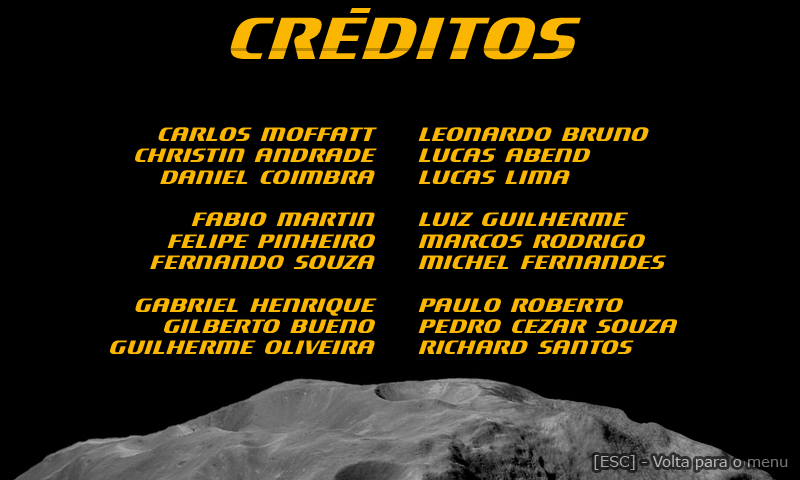 CRÉDITOS
CARLOS MOFFATT
CHRISTIN ANDRADE
DANIEL COIMBRA
FABIO MARTIN
FELIPE PINHEIRO
FERNANDO SOUZA
GABRIEL HENRIQUE
GILBERTO BUENO
GUILHERME OLIVEIRA
LEONARDO BRUNO
LUCAS ABEND
LUCAS LIMA
LUIZ GUILHERME
MARCOS RODRIGO
MICHEL FERNANDES
PAULO ROBERTO
PEDRO CEZAR SOUZA
RICHARD SANTOS
[ESC] - Volta para o menu